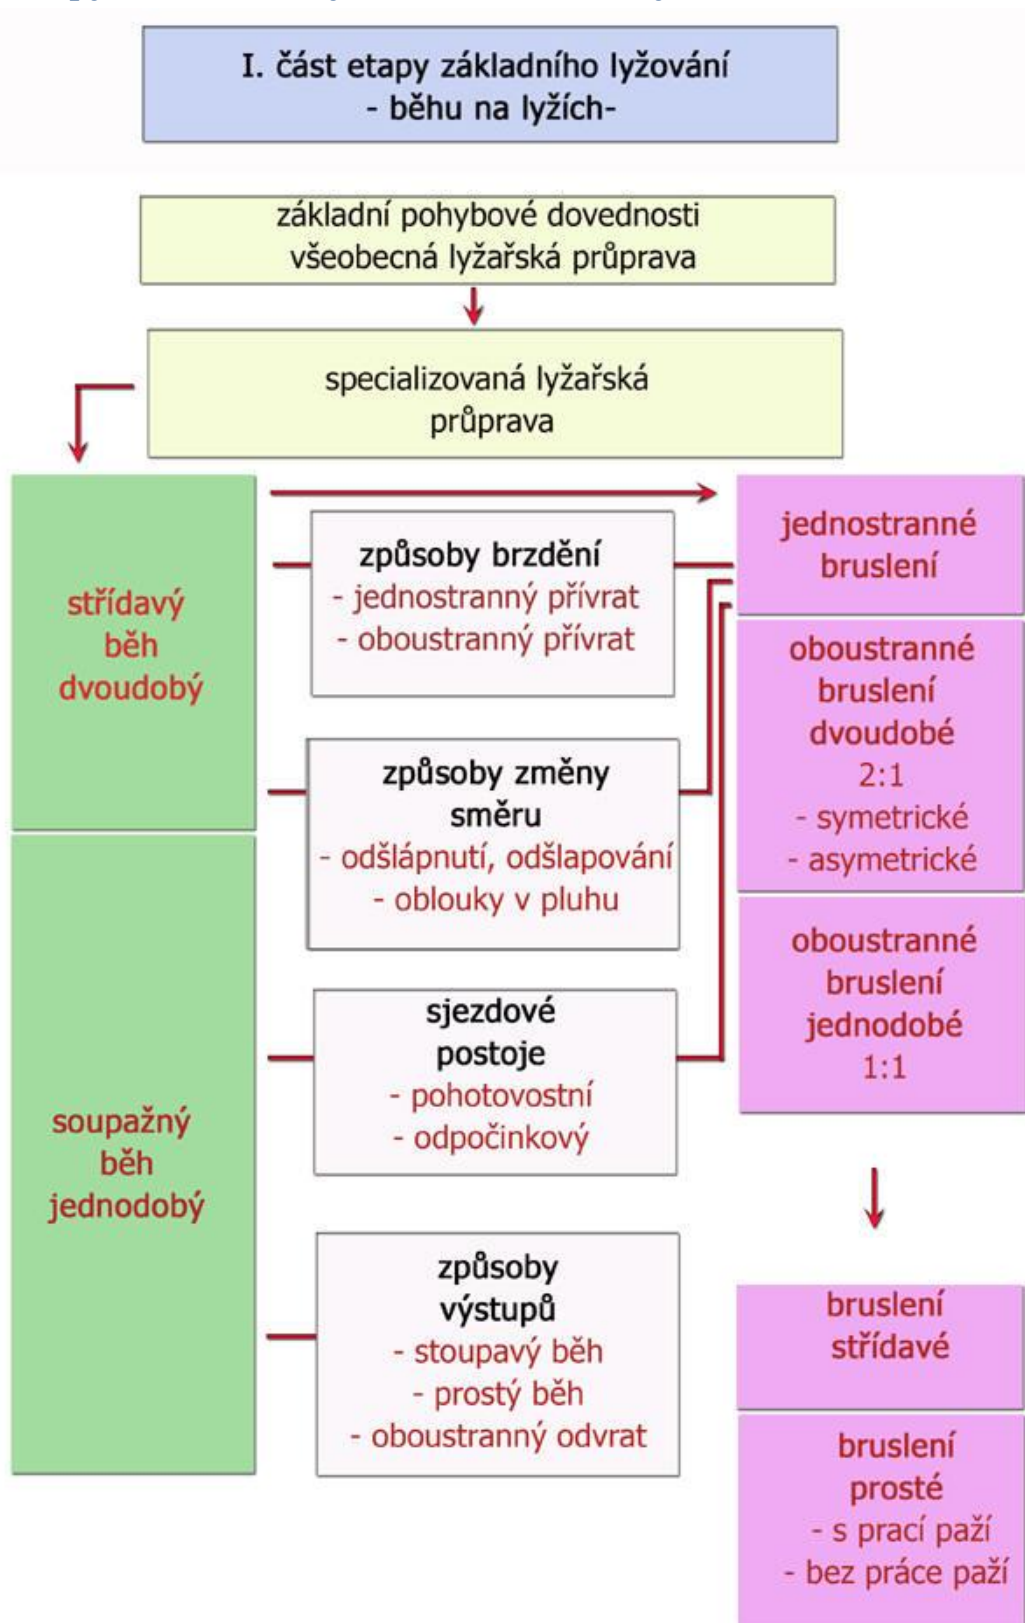 I. část etapy základního lyžování
- běhu na lyžích-
základní pohybové dovednosti
všeobecná lyžařská průprava
specializovaná lyžařská
průprava
střídavý
běh
dvoudobý
soupažný
běh
jednodobý
způsoby brzdění
- jednostranný přívrat
- oboustranný přívrat
způsoby změny
směru
- odšlápnutí, odšlapování
- oblouky v pluhu
sjezdové
postoje
- pohotovostní
- odpočinkový
způsoby
výstupů
- stoupavý běh
- prostý běh
- oboustranný odvrat
jednostranné
bruslení
oboustranné
bruslení
dvoudobé
2:1
- symetrické
- asymetrické
oboustranné
bruslení
jednodobé
1:1
bruslení
střídavé
bruslení
prosté
- s prací paží
- bez práce paží